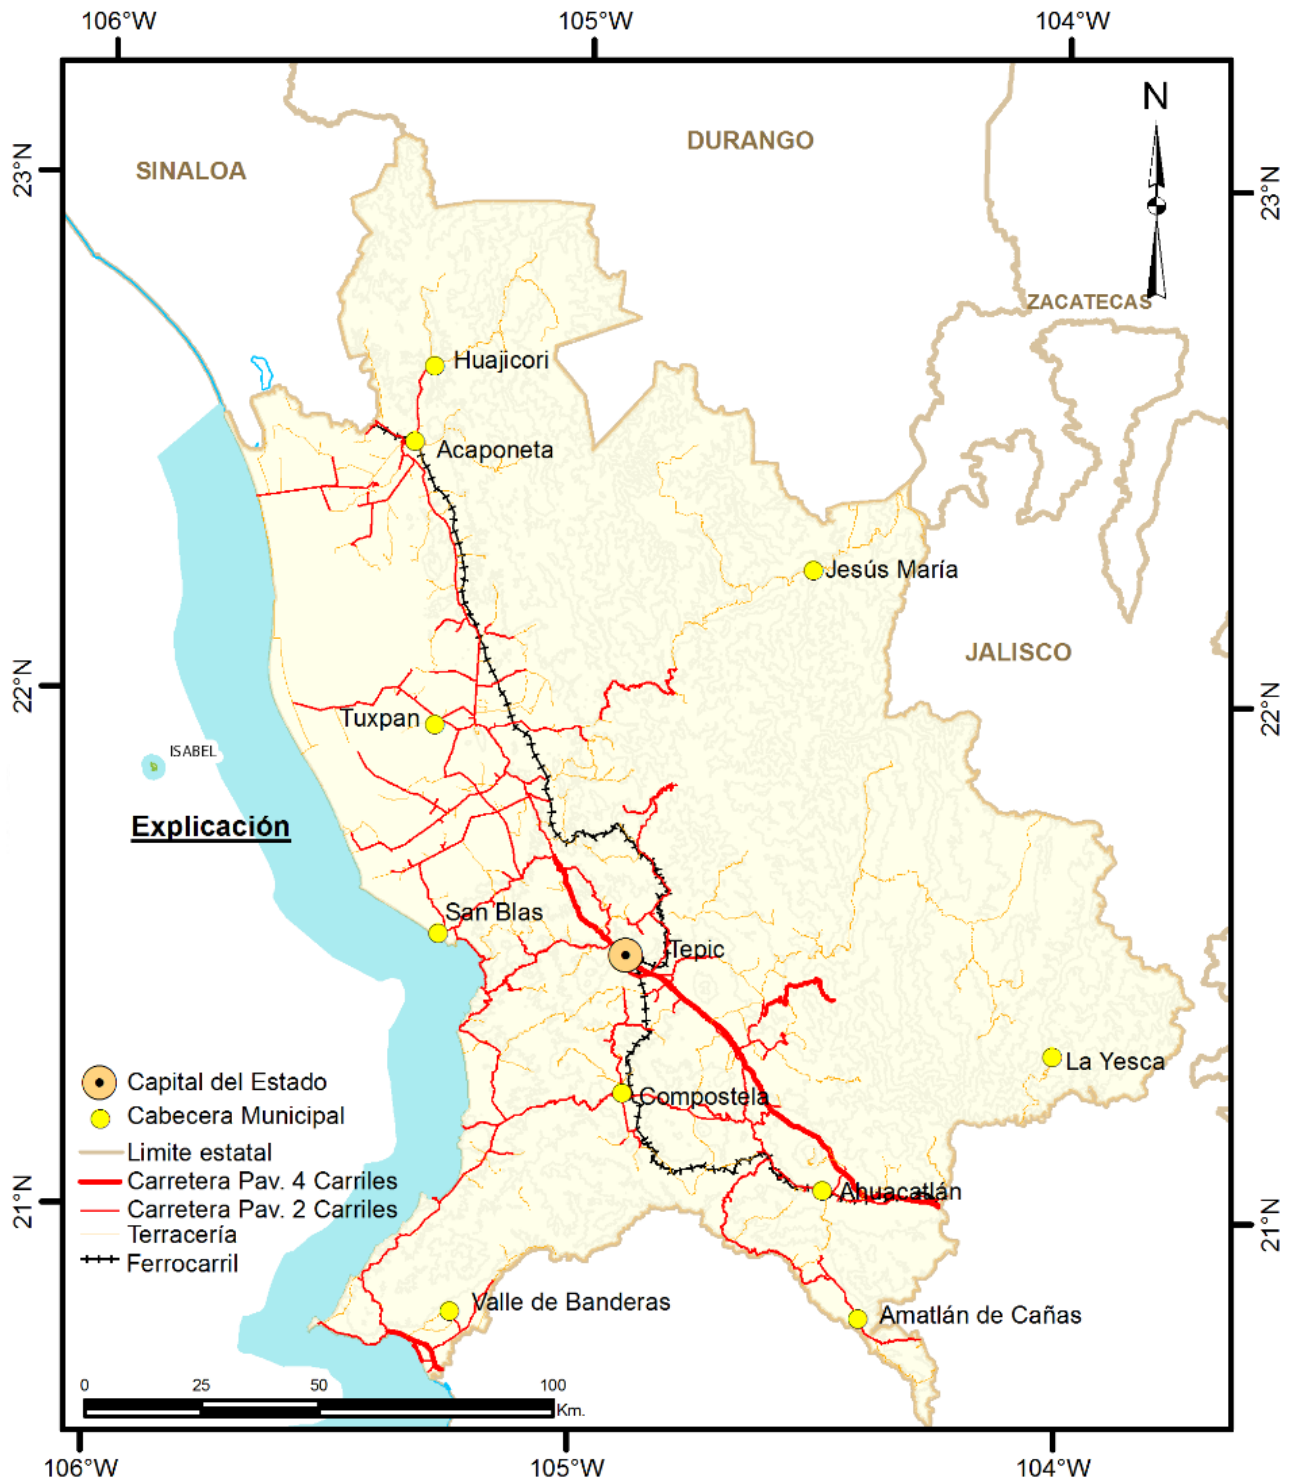 106°W
105°W
104°W
N
DURANGO
SINALOA
23°N
23°N
ZACATECAS
Huajicori
Acaponeta
Jesús María
JALISCO
22°N
22°N
Tuxpan
ISABEL
Explicación
San Blas
Tepic
La Yesca
Capital del Estado
Compostela
Cabecera Municipal
Limite estatal
Carretera Pav. 4 Carriles
Ahuacatlán
21°N
Carretera Pav. 2 Carriles
21°N
Terracería
Ferrocarril
Valle de Banderas
Amatlán de Cañas
0 25 50 100
Km.
106°W
105°W
104°W